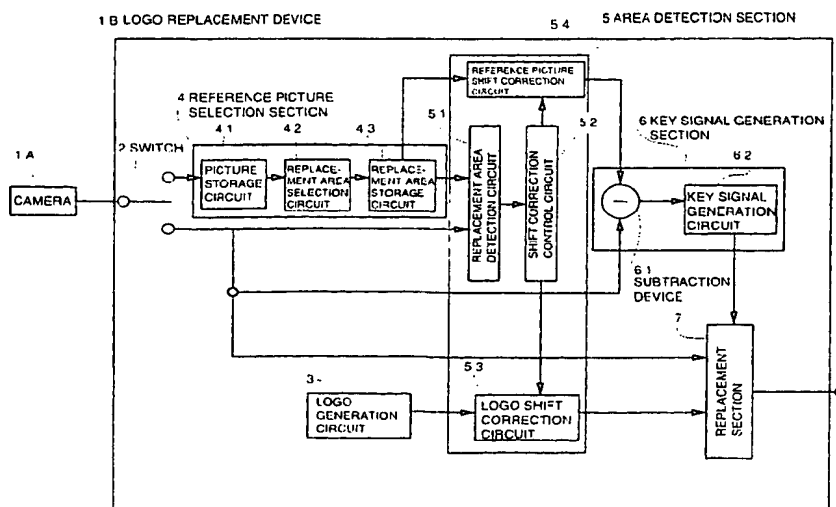 1 B LOGO REPLACEMENT DEVICE
5 4
5 AREA DETECTION SECTION
REFERENCE PICTURE
SHIFT CORRECTION
CIRCUIT
4 REFERENCE PICTURE
SELECTION SECTION
4 1
4 2
4 3
5 1
5 2
6 KEY SIGNAL GENERATION
SECTION
6 2
1 A
2 SWITCH
CAMERA
PICTURE
STORAGE
CIRCUIT
REPLACE-
MENT AREA
SELECTION
CIRCUIT
REPLACE-
MENT AREA
STORAGE
CIRCUIT
REPLACEMENT AREA
DETECTION CIRCUIT
SHIFT CORRECTION
CONTROL CIRCUIT
−
KEY SIGNAL
GENERATION
CIRCUIT
6 1
SUBTRACTION
DEVICE
7
REPLACEMENT
SECTION
3
LOGO
GENERATION
CIRCUIT
5 3
LOGO SHIFT
CORRECTION
CIRCUIT